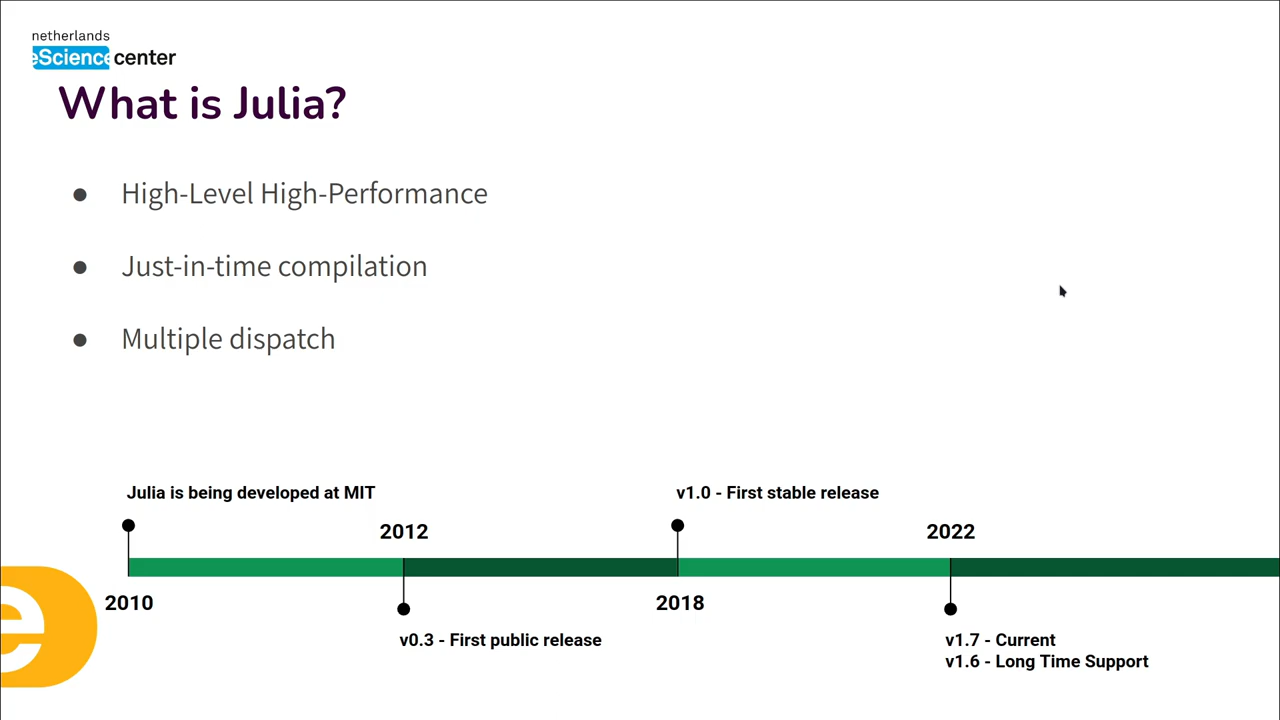 netherlands
eScience center
What is Julia?
● High-Level High-Performance
● Just-in-time compilation
● Multiple dispatch
Julia is being developed at MIT
v1.0 - First stable release
2012
2022
2010
2018
v0.3 - First public release
v1.7 - Current
v1.6 - Long Time Support
e